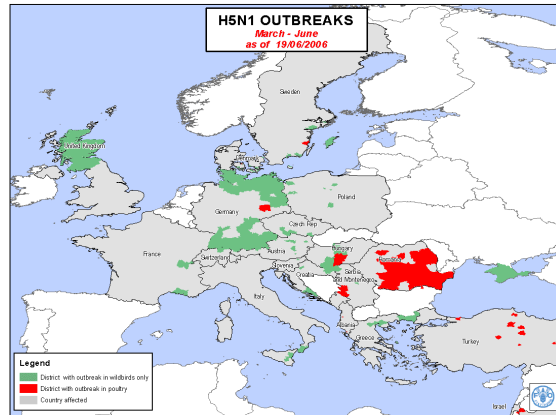 H5N1 OUTBREAKS
March - June
as of 19/06/2006
Sweden
United Kingdom
Denmark
Germany
Poland
Czech Rep
France
Switzerland
Austria
Slovenia
Hungary
Croatia
Serbia
and Montenegro
Italy
Albania
Greece
Turkey
Israel
Legend
District with outbreak in wildbirds only
District with outbreak in poultry
Country affected